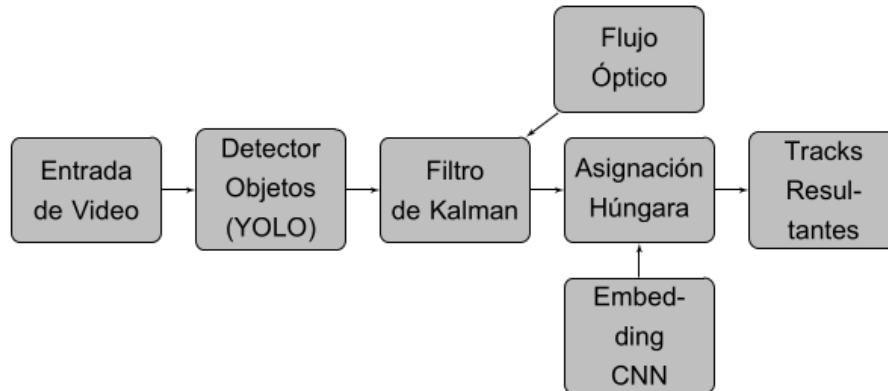 Flujo
Óptico
Entrada
de Video
Detector
Objetos
(YOLO)
Filtro
de Kalman
Asignación
Húngara
Tracks
Resul-
tantes
Embed-
ding
CNN